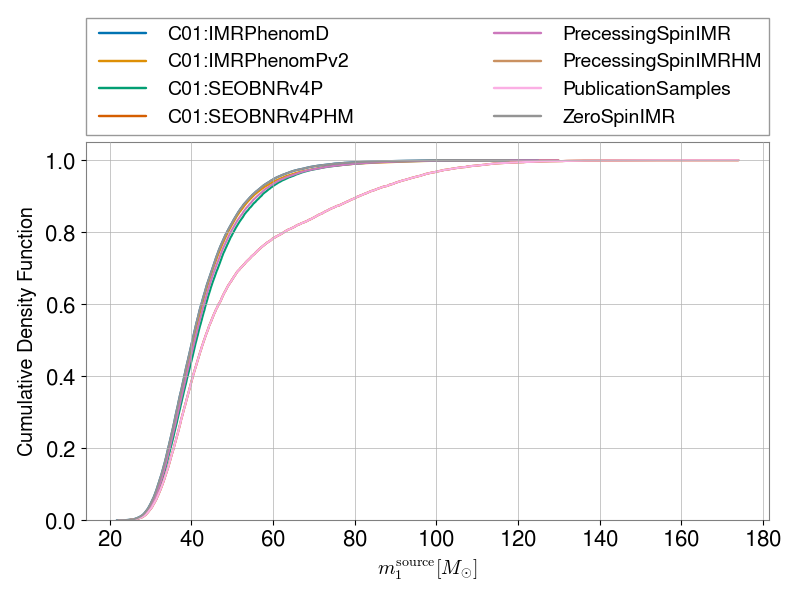 C01:IMRPhenomD
C01:IMRPhenomPv2
C01:SEOBNRv4P
C01:SEOBNRv4PHM
PrecessingSpinIMR
PrecessingSpinIMRHM
PublicationSamples
ZeroSpinIMR
1.0
0.8
0.6
0.4
0.2
0.0
Cumulative Density Function
20 40 60 80 100 120 140 160 180
m₁^source [M_⊙]